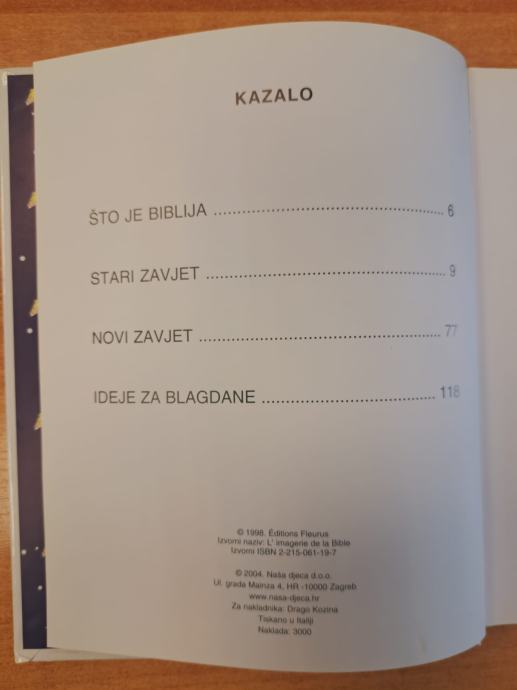 KAZALO
ŠTO JE BIBLIJA ................................................ 6
STARI ZAVJET ................................................ 9
NOVI ZAVJET ................................................ 77
IDEJE ZA BLAGDANE .................................... 118
© 1998. Éditions Fleurus
Izvorni naziv: L' imagerie de la Bible
Izvorni ISBN 2-215-061-19-7
© 2004. Naša djeca d.o.o.
Ul. grada Mainza 4, HR -10000 Zagreb
www.nasa-djeca.hr
Za nakladnika: Drago Kozina
Tiskano u Italiji
Naklada: 3000